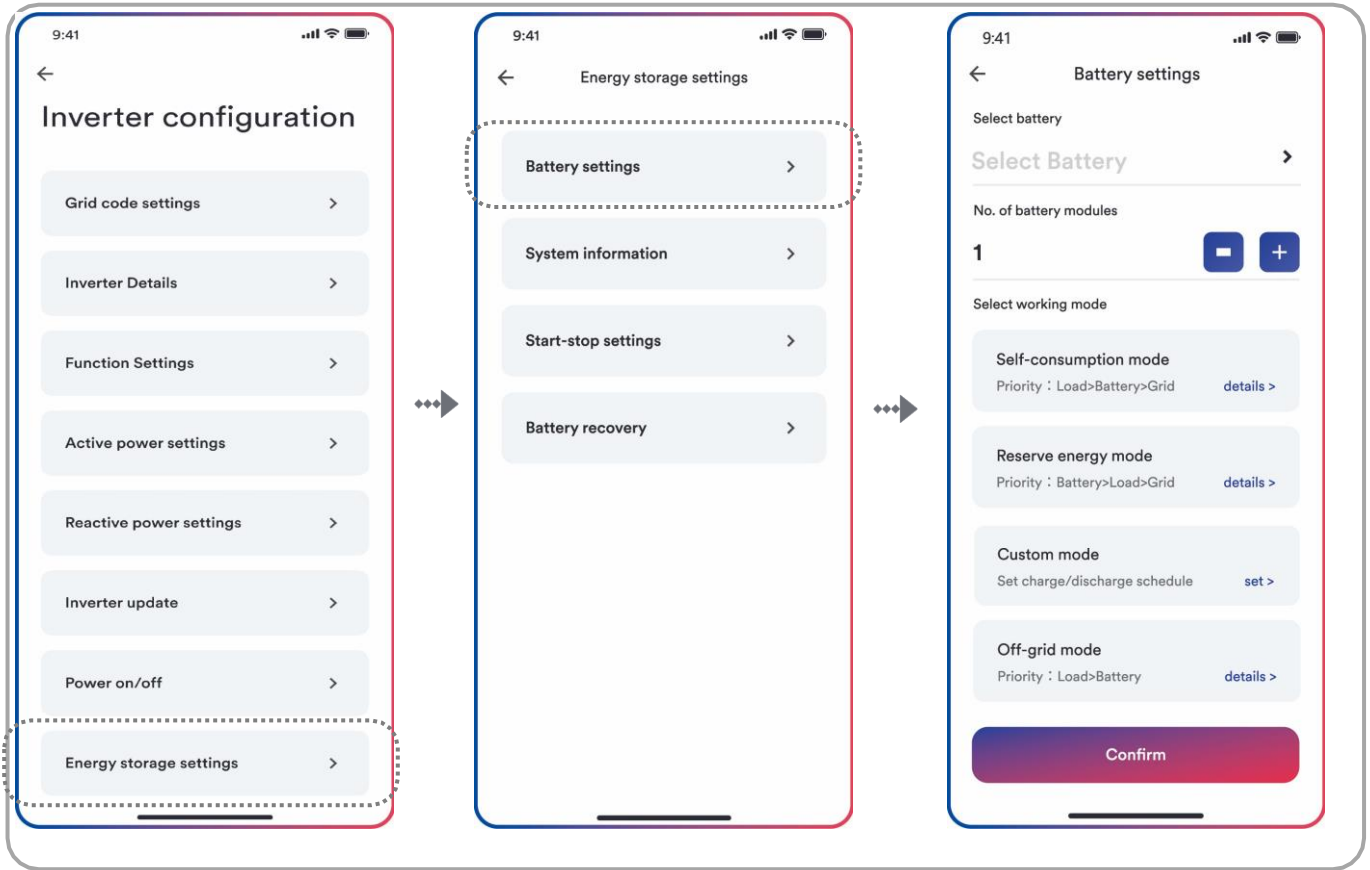 9:41
Inverter configuration
Grid code settings
Inverter Details
Function Settings
Active power settings
Reactive power settings
Inverter update
Power on/off
Energy storage settings
9:41
Energy storage settings
Battery settings
System information
Start-stop settings
Battery recovery
9:41
Battery settings
Select battery
Select Battery
No. of battery modules
1
Select working mode
Self-consumption mode
Priority：Load>Battery>Grid details >
Reserve energy mode
Priority：Battery>Load>Grid details >
Custom mode
Set charge/discharge schedule set >
Off-grid mode
Priority：Load>Battery details >
Confirm